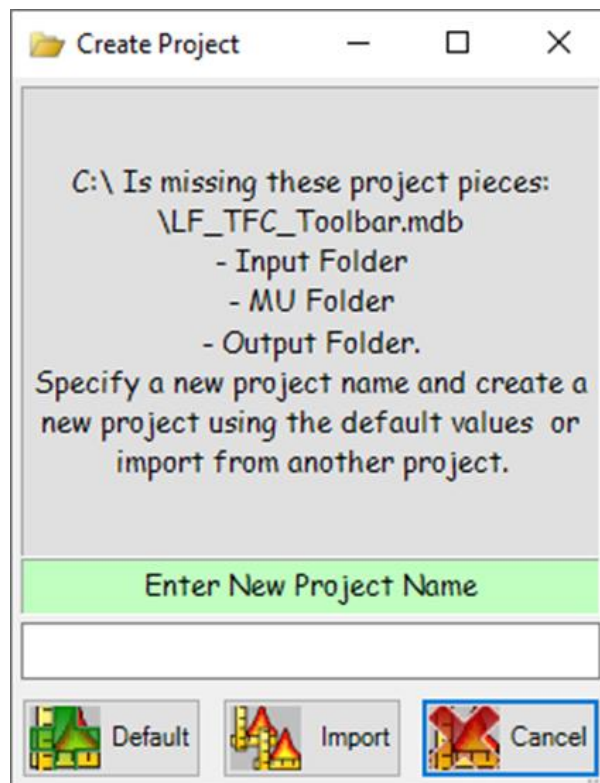 Create Project
C:\ Is missing these project pieces:
\LF_TFC_Toolbar.mdb
- Input Folder
- MU Folder
- Output Folder.
Specify a new project name and create a
new project using the default values  or
import from another project.
Enter New Project Name
Default Import Cancel